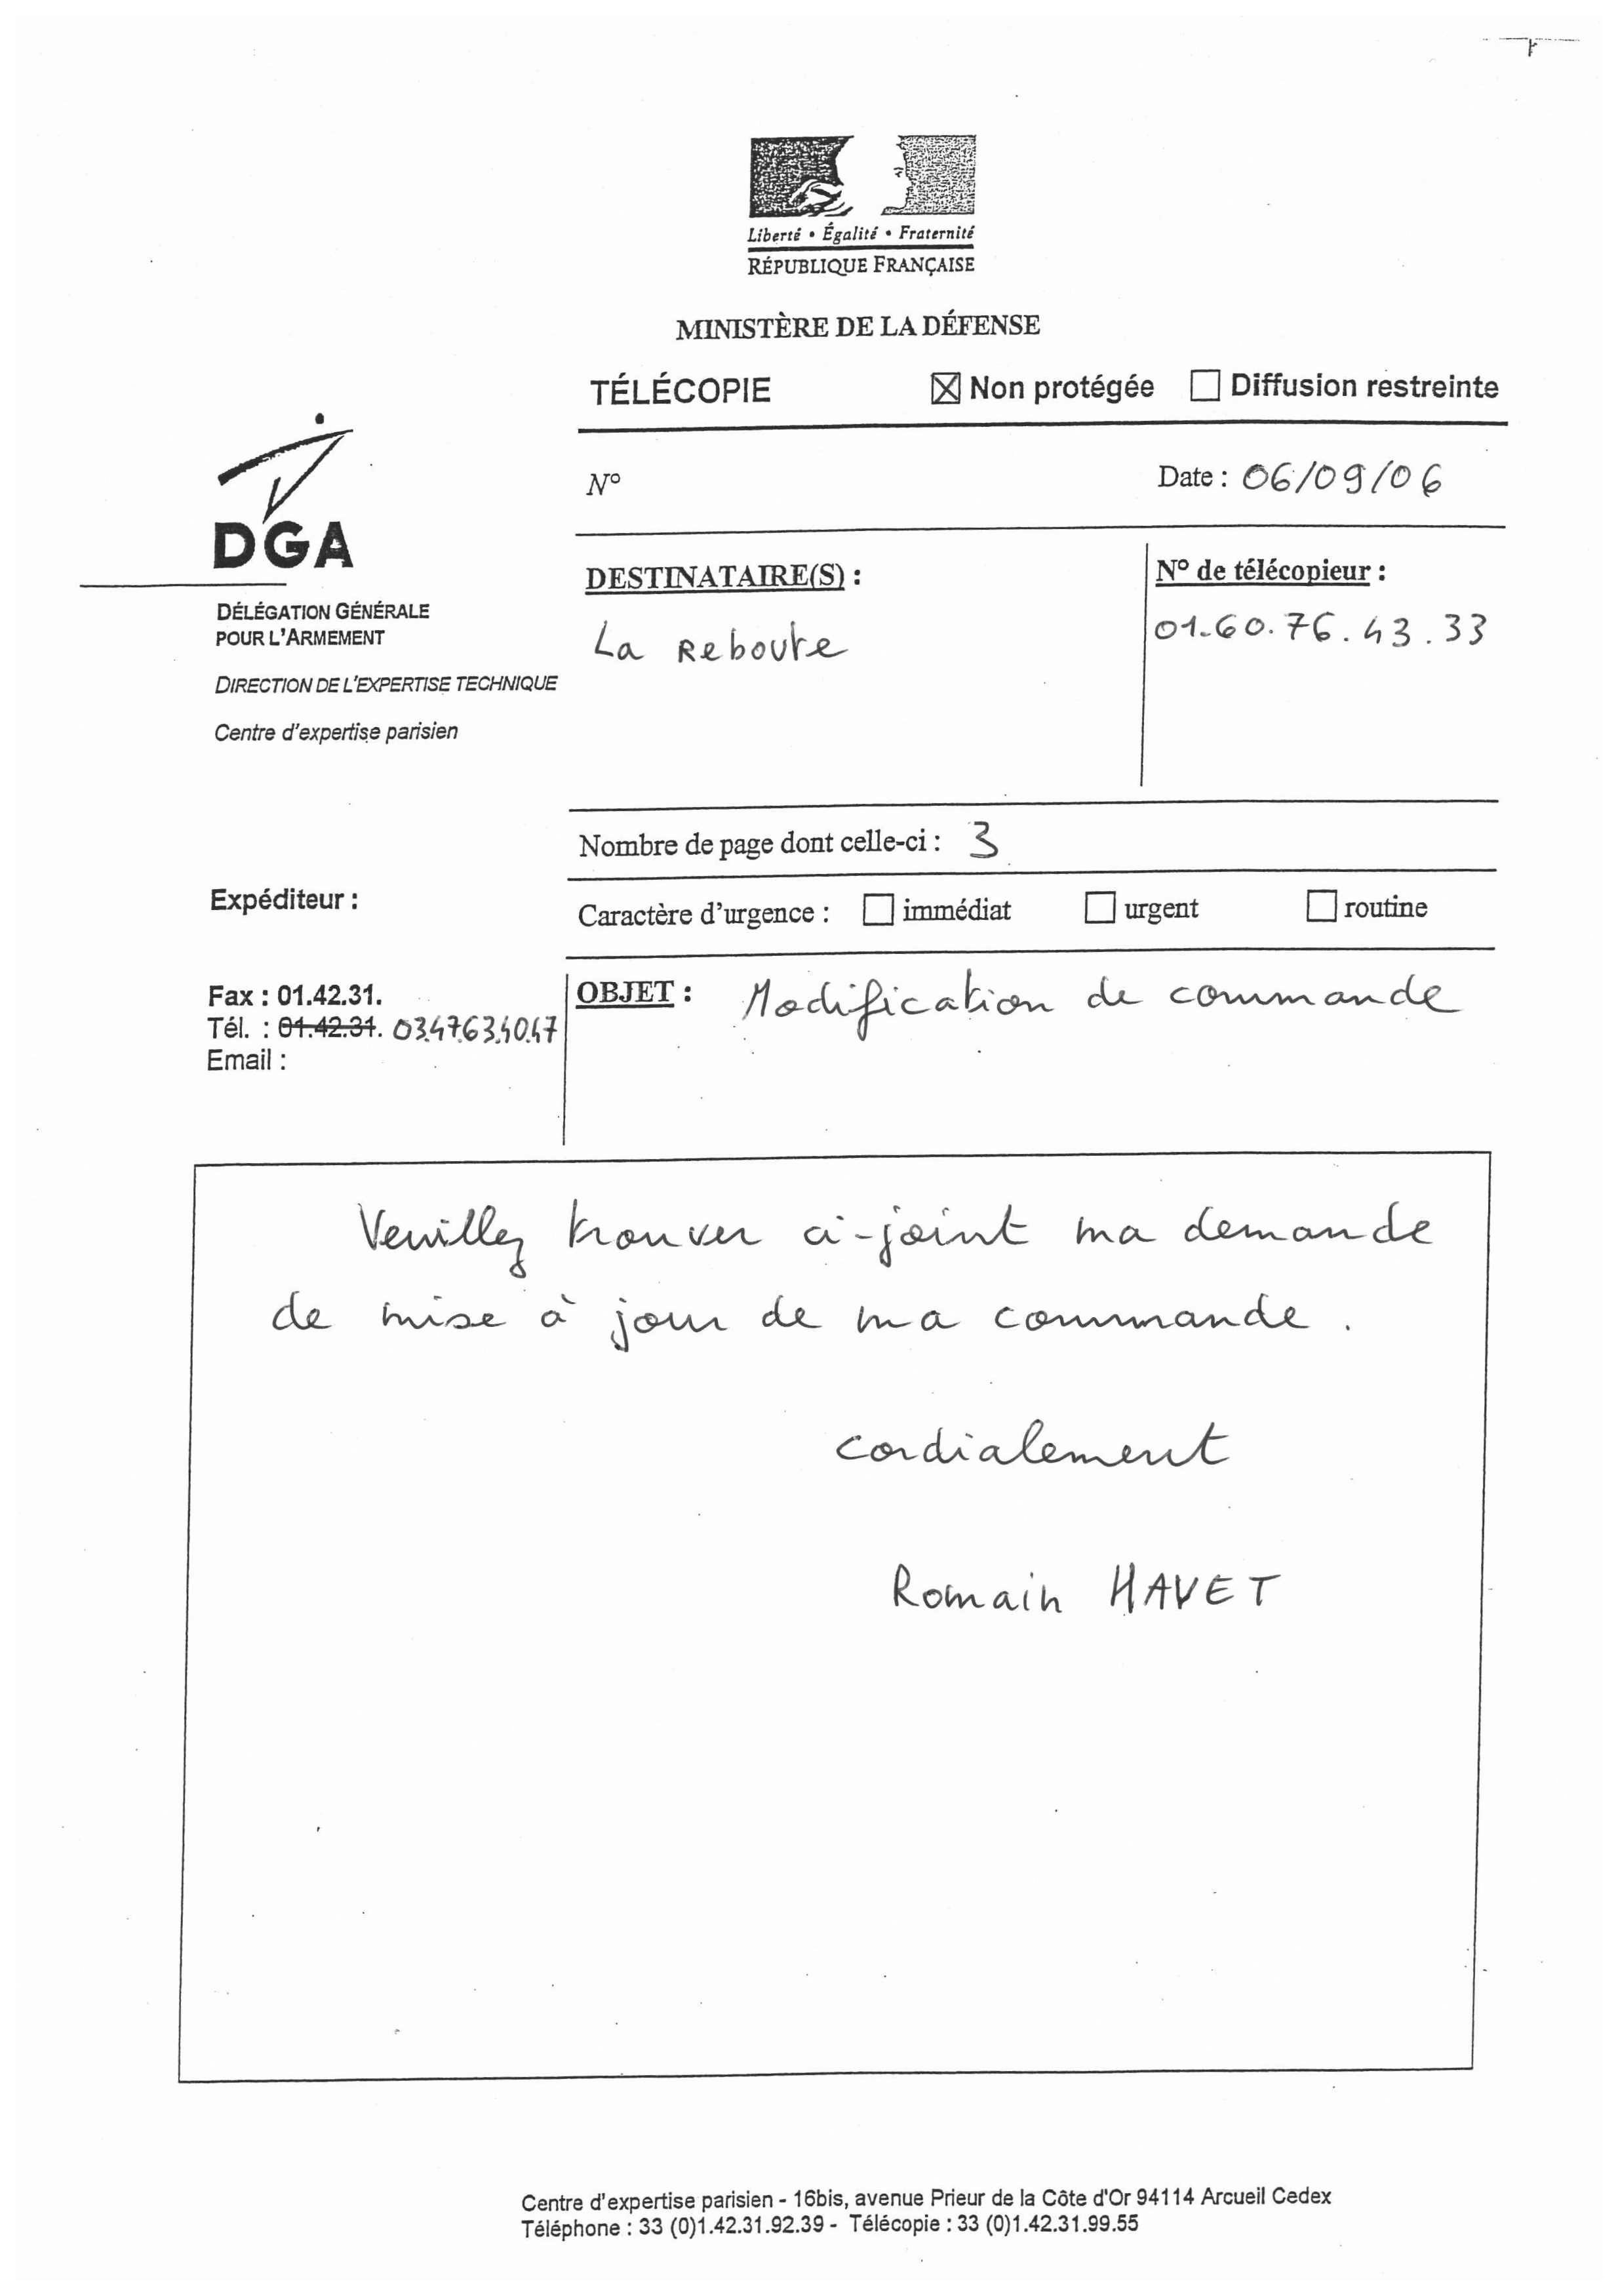 Liberté • Égalité • Fraternité
RÉPUBLIQUE FRANÇAISE
MINISTÈRE DE LA DÉFENSE
TÉLÉCOPIE ☒ Non protégée ☐ Diffusion restreinte
N° Date : 06/09/06
DGA
DÉLÉGATION GÉNÉRALE
POUR L'ARMEMENT
DIRECTION DE L'EXPERTISE TECHNIQUE
Centre d'expertise parisien
DESTINATAIRE(S) :
La Reboute
N° de télécopieur :
01.60.76.43.33
Nombre de page dont celle-ci : 3
Expéditeur :
Caractère d'urgence : ☐ immédiat ☐ urgent ☐ routine
Fax : 01.42.31.
Tél. : 01.42.31. 03.47.63.40.47
Email :
OBJET : Modification de commande
Veuillez trouver ci-joint ma demande
de mise à jour de ma commande.
Cordialement
Romain HAVET
Centre d'expertise parisien - 16bis, avenue Prieur de la Côte d'Or 94114 Arcueil Cedex
Téléphone : 33 (0)1.42.31.92.39 - Télécopie : 33 (0)1.42.31.99.55